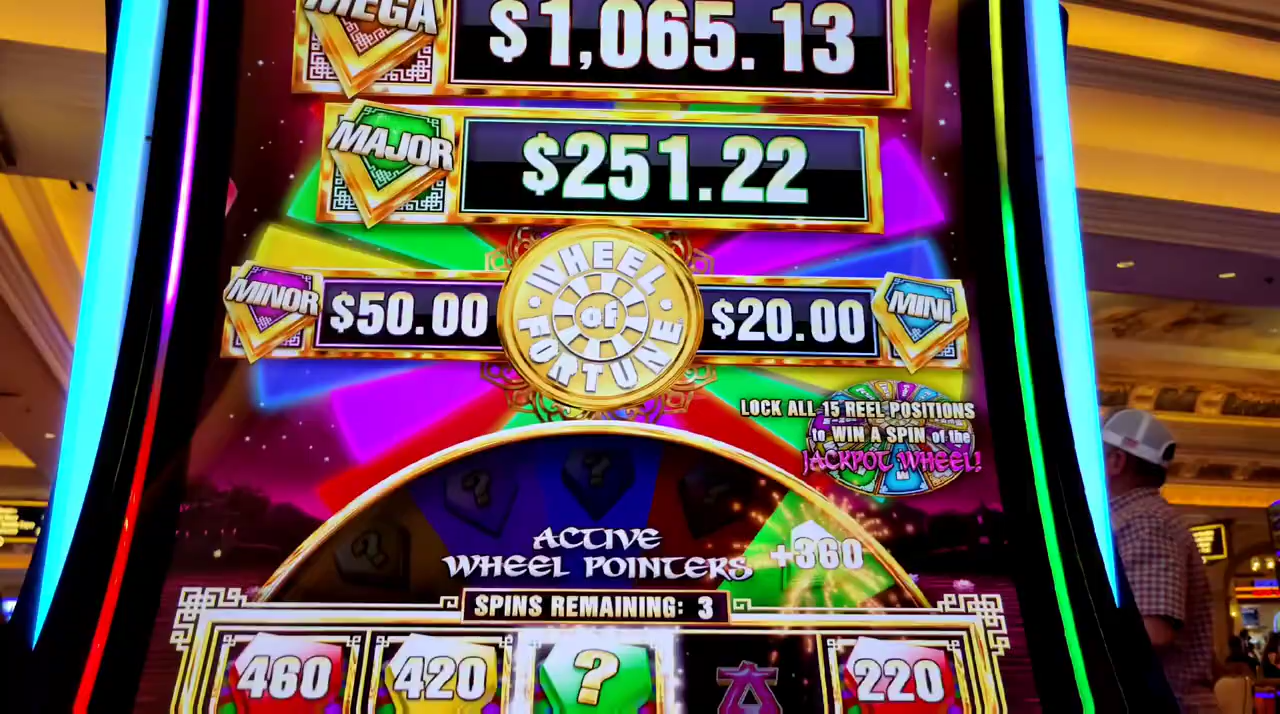 MEGA
$1,065.13
MAJOR
$251.22
MINOR
$50.00
WHEEL
of
FORTUNE
$20.00
MINI
LOCK ALL 15 REEL POSITIONS
to WIN A SPIN of the
JACKPOT WHEEL!
?
?
?
ACTIVE
WHEEL POINTERS
+360
SPINS REMAINING: 3
460
420
?
220